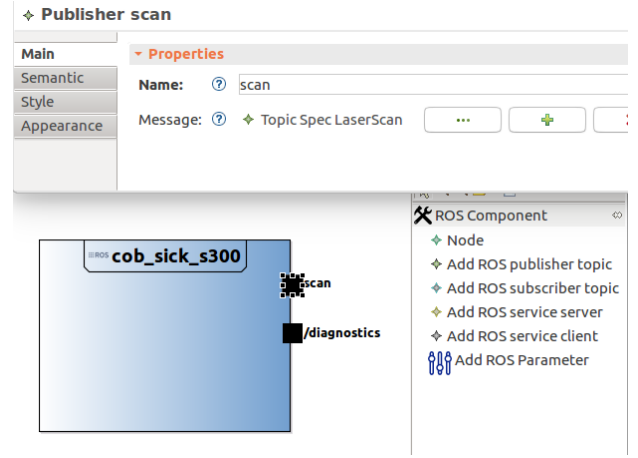 Publisher scan
Main
Properties
Semantic
Name: scan
Style
Message: Topic Spec LaserScan ...
Appearance
ROS Component
Node
ROS cob_sick_s300
Add ROS publisher topic
scan
Add ROS subscriber topic
Add ROS service server
/diagnostics
Add ROS service client
Add ROS Parameter